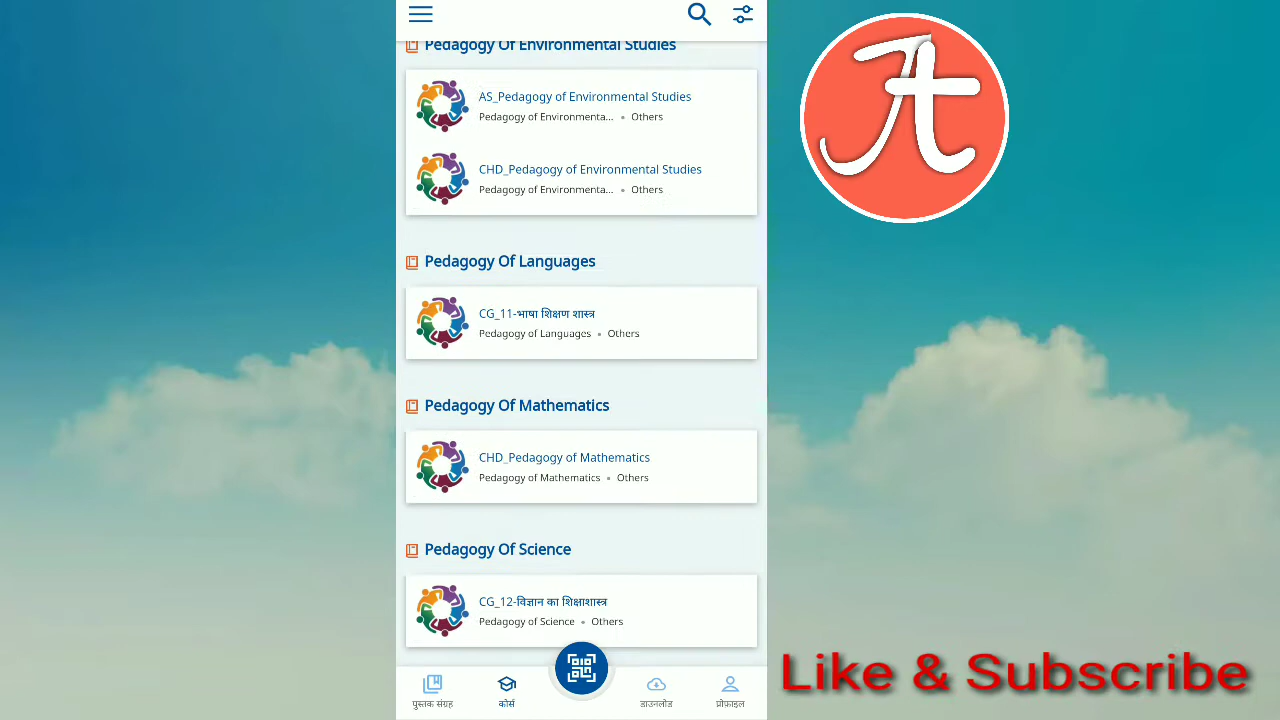 Pedagogy Of Environmental Studies
AS_Pedagogy of Environmental Studies
Pedagogy of Environmenta... • Others
CHD_Pedagogy of Environmental Studies
Pedagogy of Environmenta... • Others
Pedagogy Of Languages
CG_11-भाषा शिक्षण शास्त्र
Pedagogy of Languages • Others
Pedagogy Of Mathematics
CHD_Pedagogy of Mathematics
Pedagogy of Mathematics • Others
Pedagogy Of Science
CG_12-विज्ञान का शिक्षाशास्त्र
Pedagogy of Science • Others
पुस्तक संग्रह
कोर्स
डाउनलोड
प्रोफ़ाइल
At
Like & Subscribe